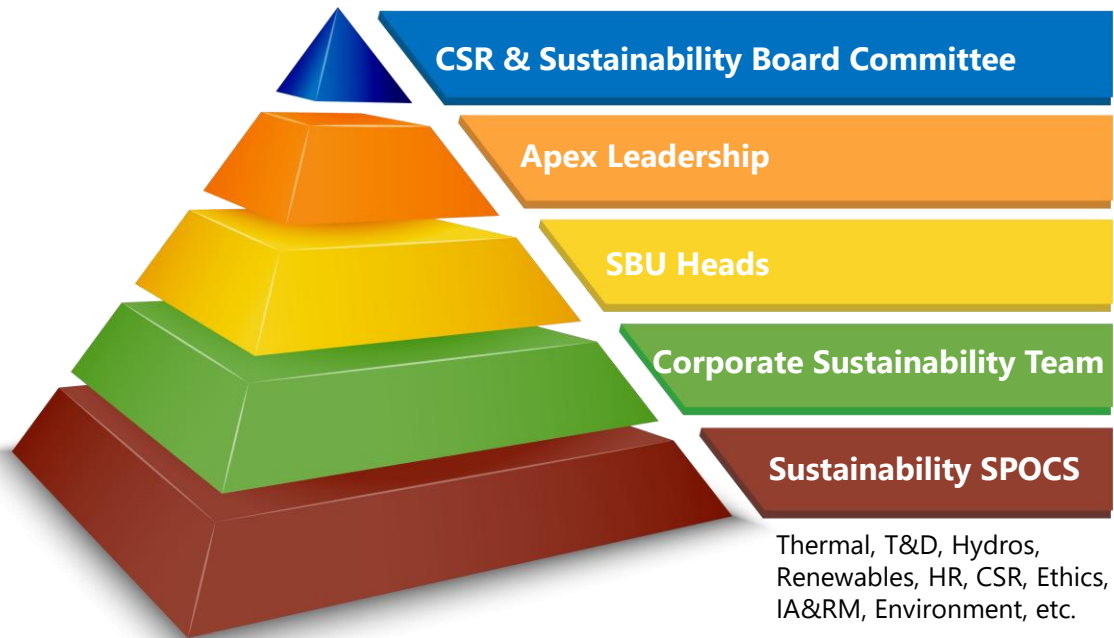 CSR & Sustainability Board Committee
Apex Leadership
SBU Heads
Corporate Sustainability Team
Sustainability SPOCS
Thermal, T&D, Hydros,
Renewables, HR, CSR, Ethics,
IA&RM, Environment, etc.